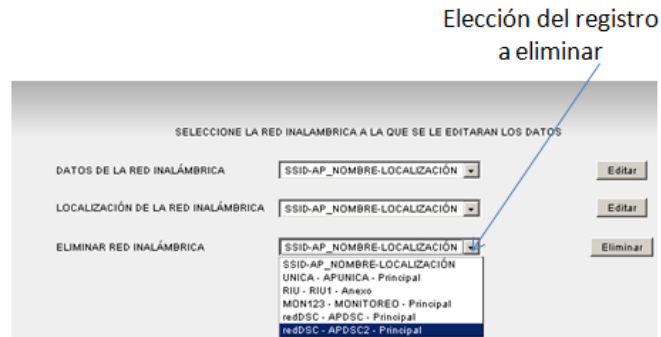 Elección del registro
a eliminar
SELECCIONE LA RED INALAMBRICA A LA QUE SE LE EDITARAN LOS DATOS
DATOS DE LA RED INALÁMBRICA SSID-AP_NOMBRE-LOCALIZACIÓN Editar
LOCALIZACIÓN DE LA RED INALÁMBRICA SSID-AP_NOMBRE-LOCALIZACIÓN Editar
ELIMINAR RED INALÁMBRICA SSID-AP_NOMBRE-LOCALIZACIÓN Eliminar
SSID-AP_NOMBRE-LOCALIZACIÓN
UNICA - APUNICA - Principal
RIU - RIU1 - Anexo
MON123 - MONITOREO - Principal
redDSC - APDSC - Principal
redDSC - APDSC2 - Principal